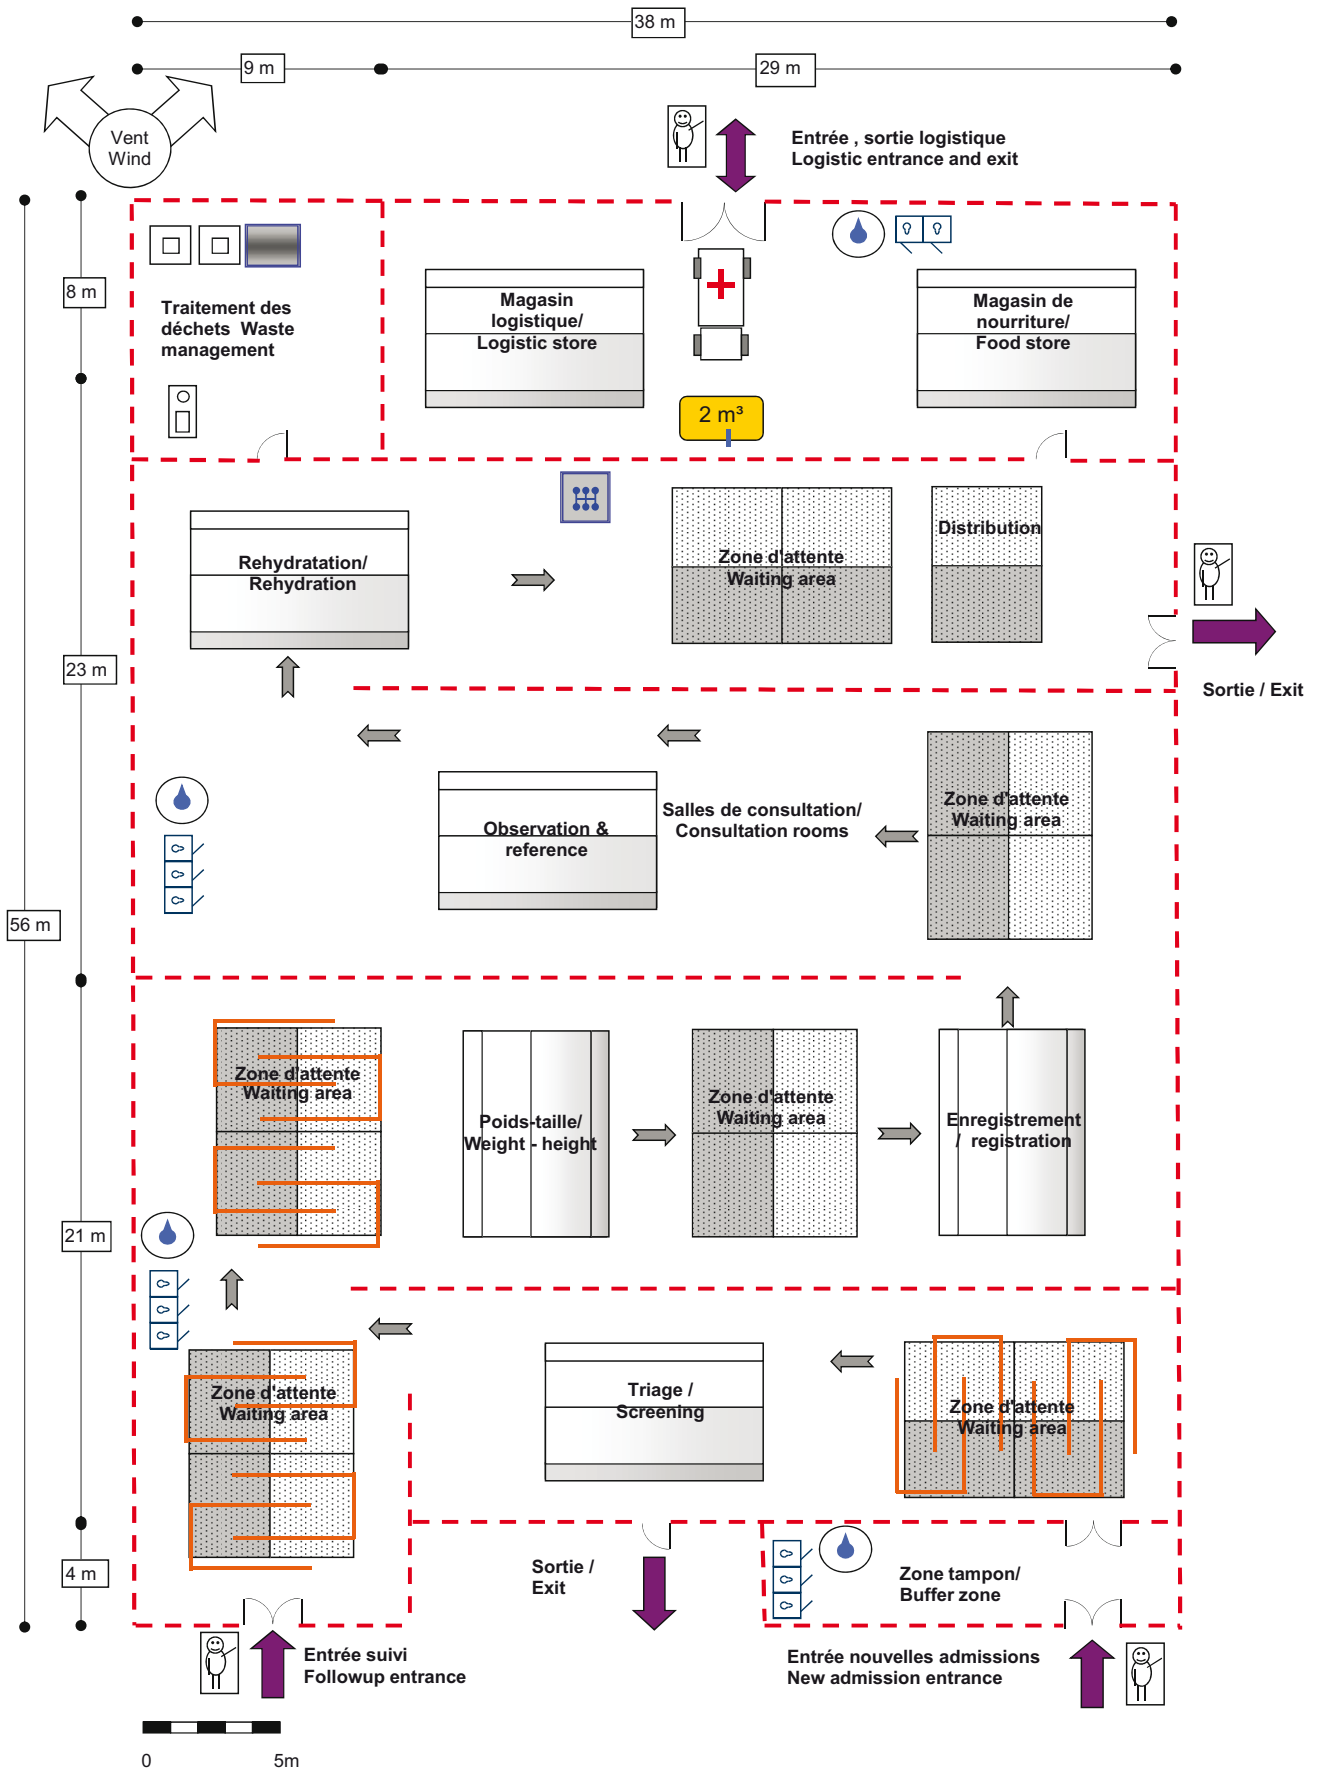 38 m
9 m
29 m
Vent
Wind
Entrée , sortie logistique
Logistic entrance and exit
8 m
Traitement des
déchets  Waste
management
Magasin
logistique/
Logistic store
Magasin de
nourriture/
Food store
2 m³
Rehydratation/
Rehydration
Zone d'attente
Waiting area
Distribution
23 m
Sortie / Exit
Observation &
reference
Salles de consultation/
Consultation rooms
Zone d'attente
Waiting area
56 m
Zone d'attente
Waiting area
Poids-taille/
Weight - height
Zone d'attente
Waiting area
Enregistrement
/  registration
21 m
Zone d'attente
Waiting area
Triage /
Screening
Zone d'attente
Waiting area
4 m
Sortie /
Exit
Zone tampon/
Buffer zone
Entrée suivi
Followup entrance
Entrée nouvelles admissions
New admission entrance
0
5m